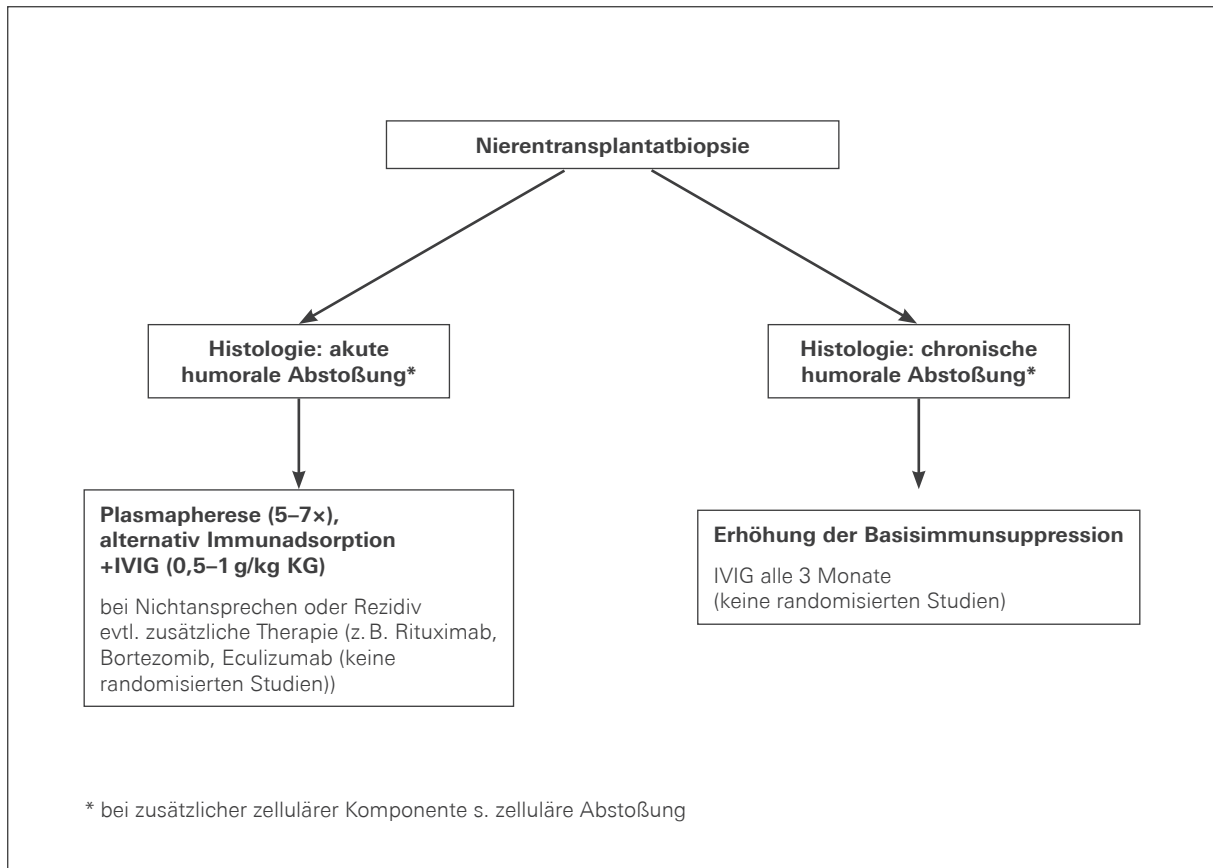 Nierentransplantatbiopsie
Histologie: akute
humorale Abstoßung*
Histologie: chronische
humorale Abstoßung*
Plasmapherese (5–7×),
alternativ Immunadsorption
+IVIG (0,5–1 g/kg KG)
bei Nichtansprechen oder Rezidiv
evtl. zusätzliche Therapie (z. B. Rituximab,
Bortezomib, Eculizumab (keine
randomisierten Studien))
Erhöhung der Basisimmunsuppression
IVIG alle 3 Monate
(keine randomisierten Studien)
* bei zusätzlicher zellulärer Komponente s. zelluläre Abstoßung